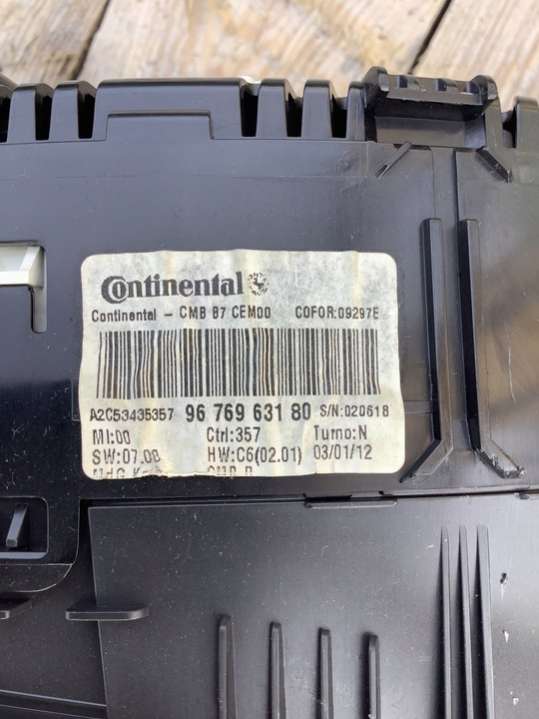 Continental
Continental - CMB B7 CEM00 COFOR:09297E
A2C53435357 96 769 631 80 S/N:020618
MI:00 Ctrl:357 Turno:N
SW:07.08 HW:C6(02.01) 03/01/12